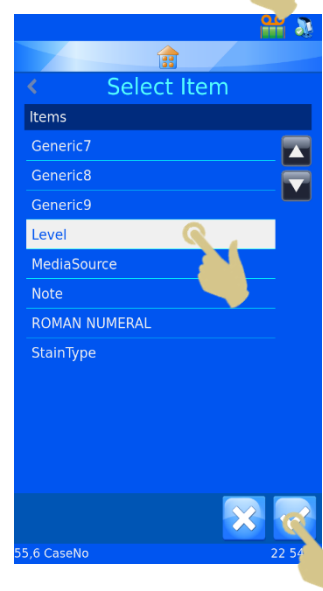 Select Item
Items
Generic7
Generic8
Generic9
Level
MediaSource
Note
ROMAN NUMERAL
StainType
55,6 CaseNo
22 54